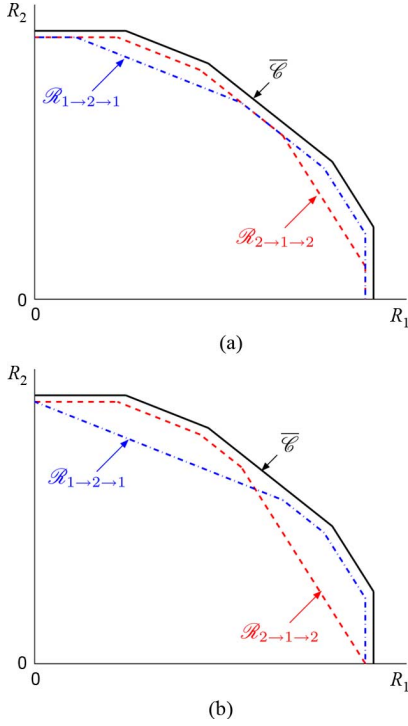 R₂
𝒞̅
ℛ₁→₂→₁
ℛ₂→₁→₂
0
0
R₁
(a)
R₂
𝒞̅
ℛ₁→₂→₁
ℛ₂→₁→₂
0
0
R₁
(b)